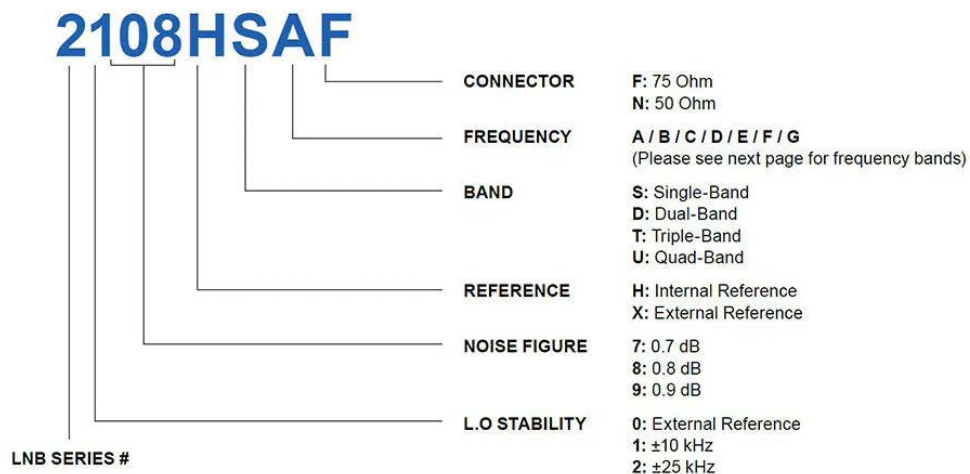 2108HSAF
CONNECTOR F: 75 Ohm
N: 50 Ohm
FREQUENCY A / B / C / D / E / F / G
(Please see next page for frequency bands)
BAND S: Single-Band
D: Dual-Band
T: Triple-Band
U: Quad-Band
REFERENCE H: Internal Reference
X: External Reference
NOISE FIGURE 7: 0.7 dB
8: 0.8 dB
9: 0.9 dB
L.O STABILITY 0: External Reference
1: ±10 kHz
LNB SERIES #
2: ±25 kHz